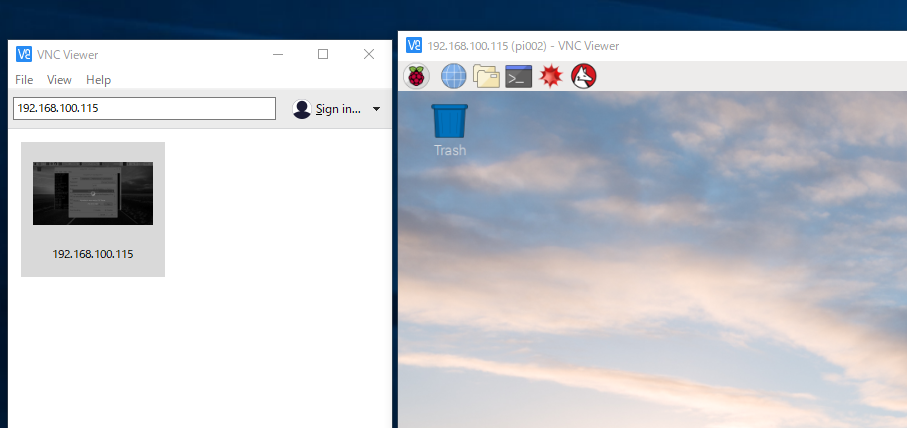 VNC Viewer
File View Help
192.168.100.115
Sign in...
192.168.100.115
192.168.100.115 (pi002) - VNC Viewer
Trash